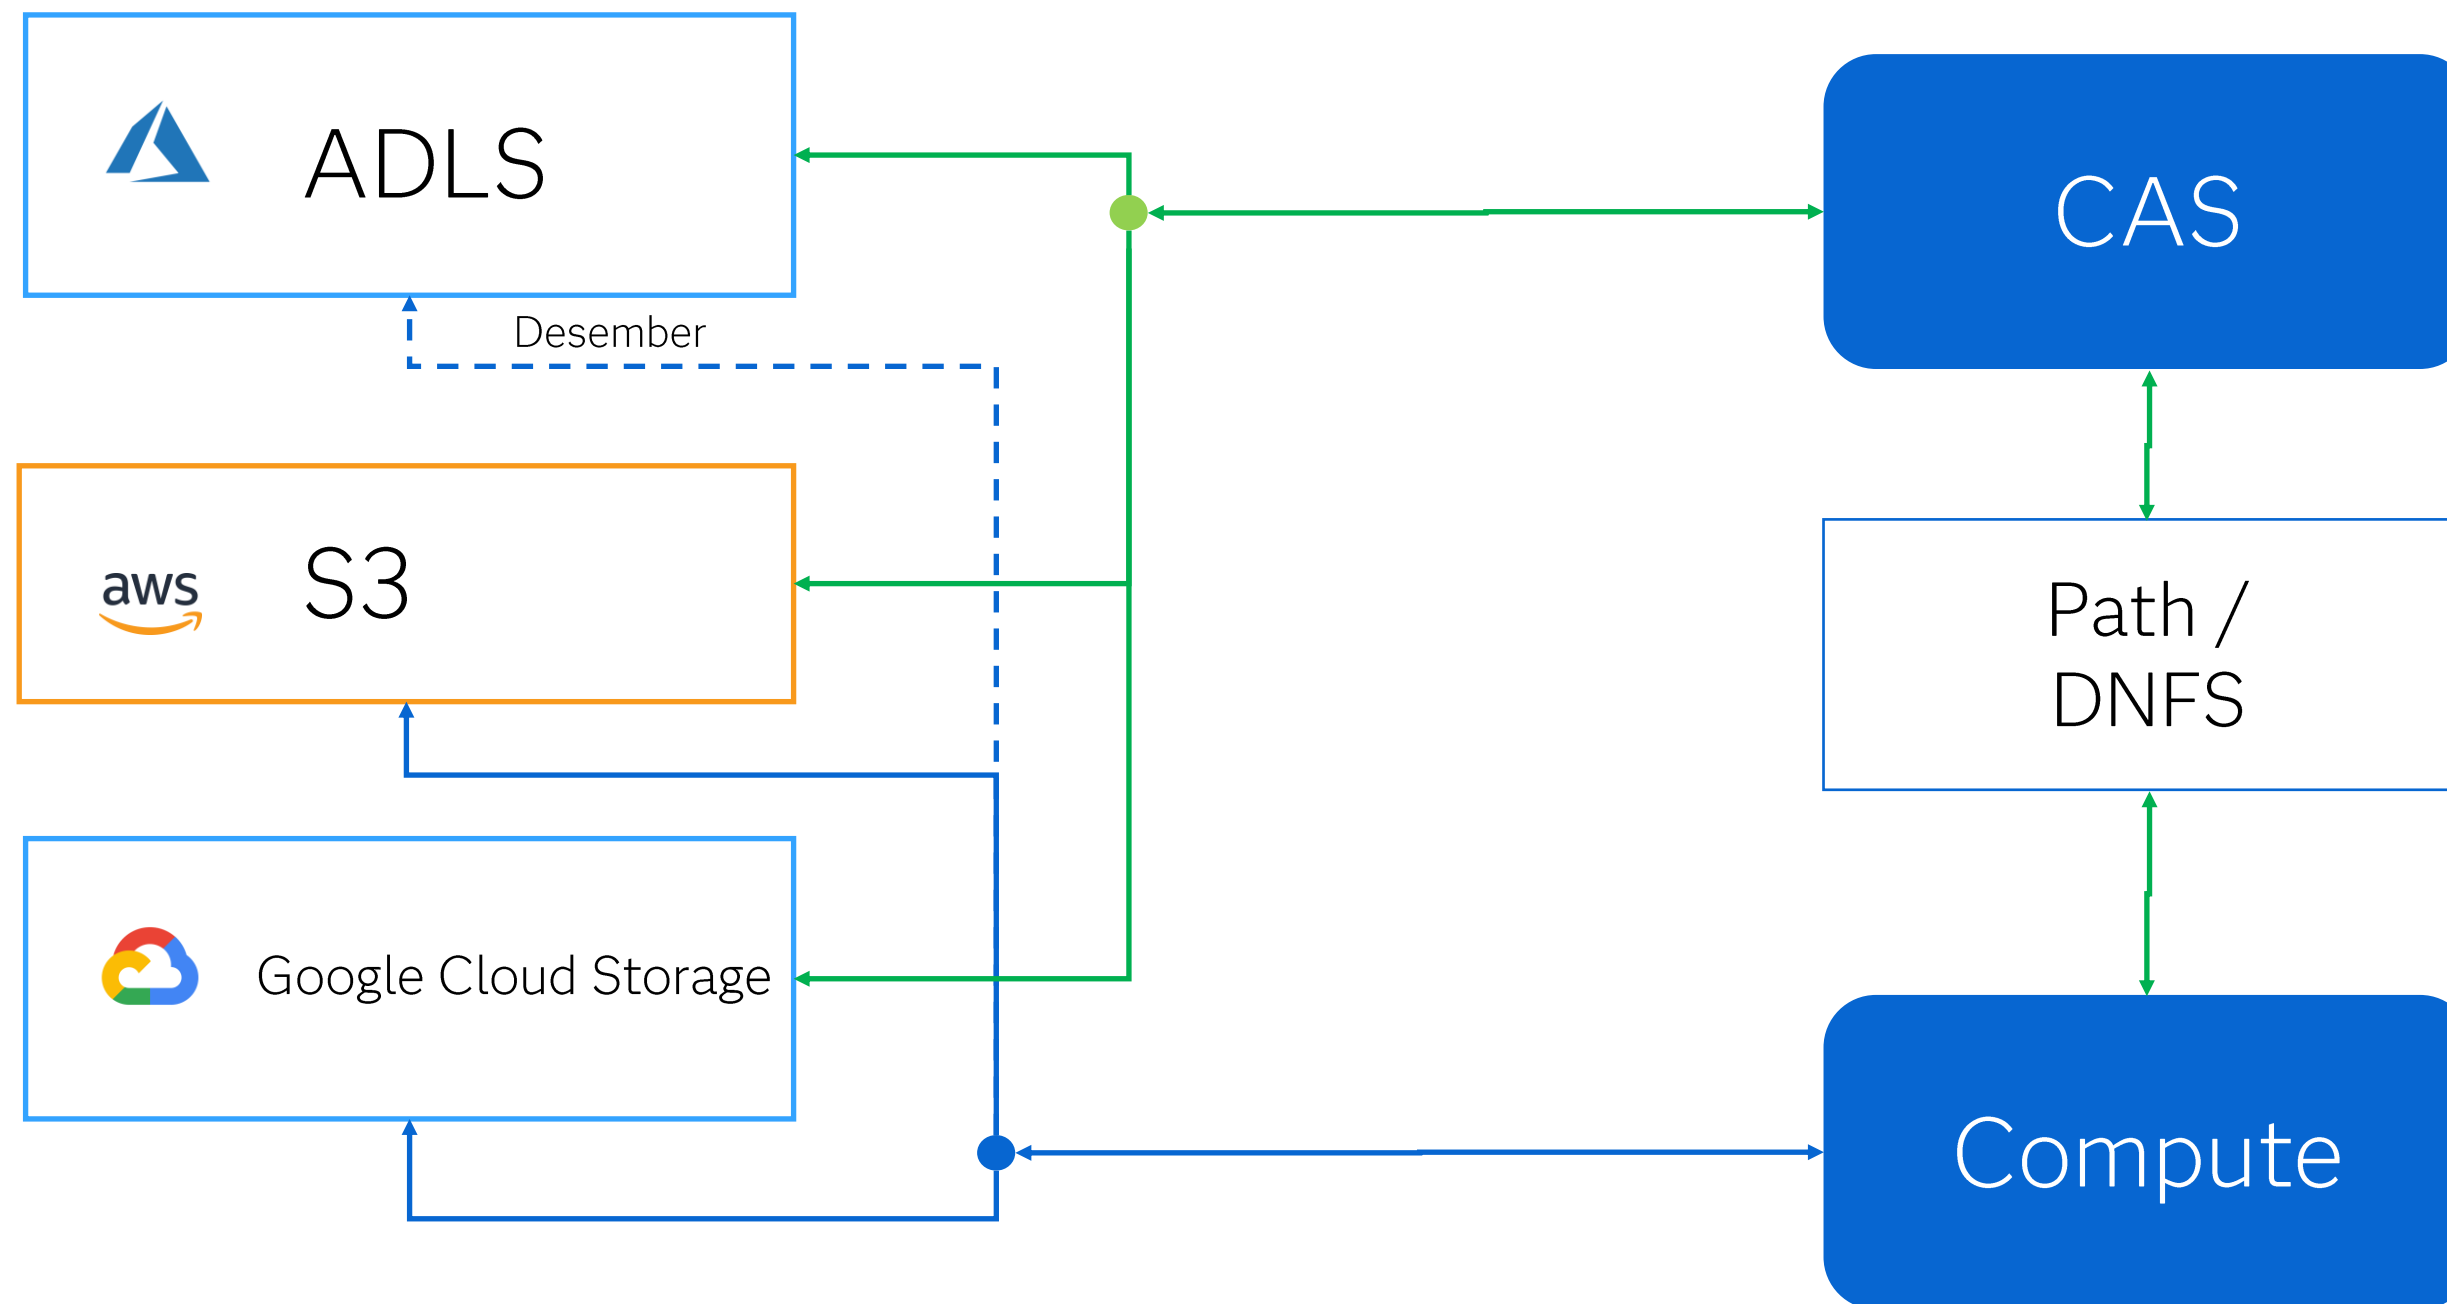 ADLS
CAS
Desember
aws
S3
Path /
DNFS
Google Cloud Storage
Compute